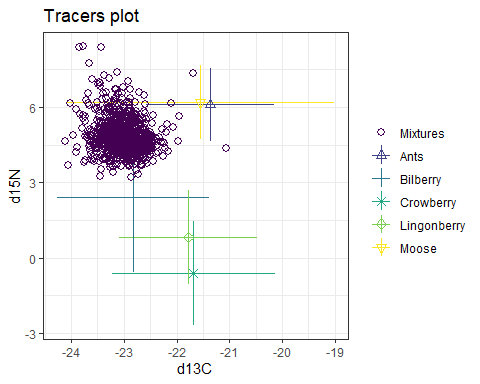 Tracers plot
d15N
6
3
0
-3
-24
-23
-22
-21
-20
-19
d13C
Mixtures
Ants
Bilberry
Crowberry
Lingonberry
Moose